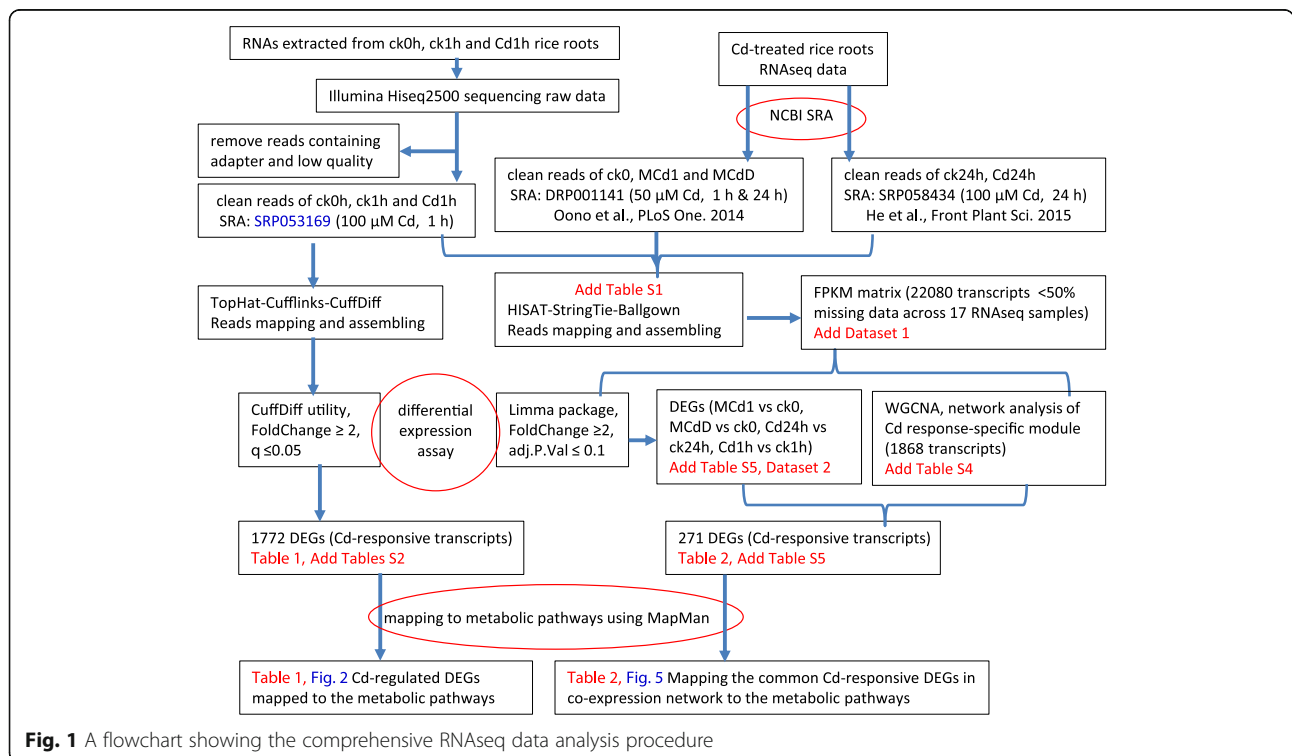 RNAs extracted from ck0h, ck1h and Cd1h rice roots
Cd-treated rice roots
RNAseq data
Illumina Hiseq2500 sequencing raw data
NCBI SRA
remove reads containing
adapter and low quality
clean reads of ck0h, ck1h and Cd1h
SRA: SRP053169 (100 µM Cd, 1 h)
clean reads of ck0, MCd1 and MCdD
SRA: DRP001141 (50 µM Cd, 1 h & 24 h)
Oono et al., PLoS One. 2014
clean reads of ck24h, Cd24h
SRA: SRP058434 (100 µM Cd, 24 h)
He et al., Front Plant Sci. 2015
TopHat-Cufflinks-CuffDiff
Reads mapping and assembling
Add Table S1
HISAT-StringTie-Ballgown
Reads mapping and assembling
FPKM matrix (22080 transcripts <50%
missing data across 17 RNAseq samples)
Add Dataset 1
CuffDiff utility,
FoldChange ≥ 2,
q ≤0.05
differential
expression
assay
Limma package,
FoldChange ≥2,
adj.P.Val ≤ 0.1
DEGs (MCd1 vs ck0,
MCdD vs ck0, Cd24h vs
ck24h, Cd1h vs ck1h)
Add Table S5, Dataset 2
WGCNA, network analysis of
Cd response-specific module
(1868 transcripts)
Add Table S4
1772 DEGs (Cd-responsive transcripts)
Table 1, Add Tables S2
271 DEGs (Cd-responsive transcripts)
Table 2, Add Table S5
mapping to metabolic pathways using MapMan
Table 1, Fig. 2 Cd-regulated DEGs
mapped to the metabolic pathways
Table 2, Fig. 5 Mapping the common Cd-responsive DEGs in
co-expression network to the metabolic pathways
Fig. 1 A flowchart showing the comprehensive RNAseq data analysis procedure